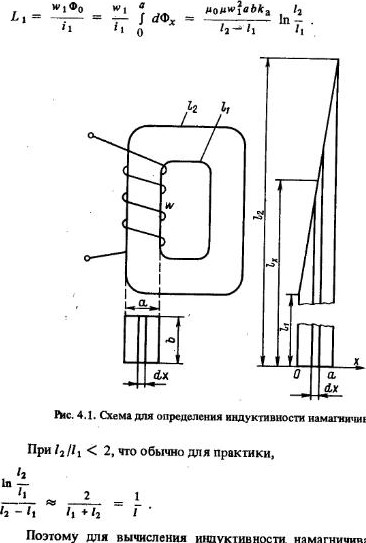 L₁ = w₁Φ₀/i₁ = w₁/i₁ ∫₀ᵃ dΦₓ = μ₀μw₁²abkₐ/(l₂ − l₁) ln l₂/l₁ .
l₂
l₁
w
a
b
dx
l₂
lₓ
l₁
0 a x
dx
Рис. 4.1. Схема для определения индуктивности намагничив
При l₂/l₁ < 2, что обычно для практики,
ln l₂/l₁ / (l₂ − l₁) ≈ 2/(l₁ + l₂) = 1/l .
Поэтому для вычисления индуктивности намагничива